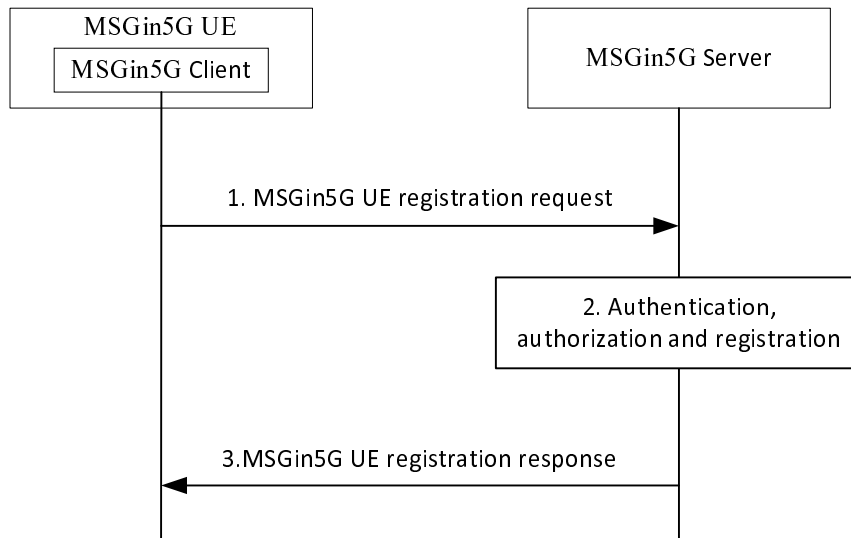 MSGin5G UE
MSGin5G Client
MSGin5G Server
1. MSGin5G UE registration request
2. Authentication,
authorization and registration
3.MSGin5G UE registration response